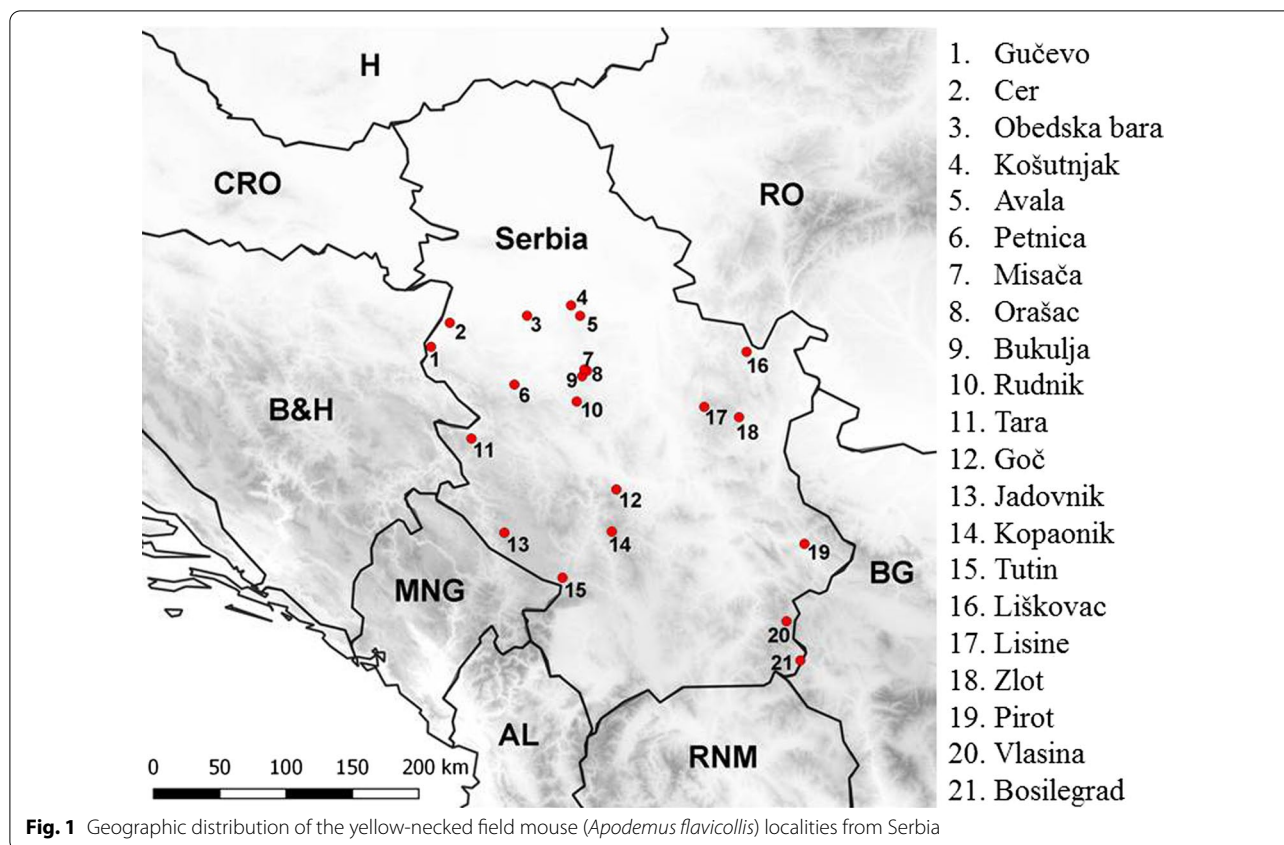 H
CRO
RO
Serbia
B&H
MNG
BG
AL
RNM
1
2
3
4
5
6
7
8
9
10
11
12
13
14
15
16
17
18
19
20
21
0 50 100 150 200 km
1. Gučevo
2. Cer
3. Obedska bara
4. Košutnjak
5. Avala
6. Petnica
7. Misača
8. Orašac
9. Bukulja
10. Rudnik
11. Tara
12. Goč
13. Jadovnik
14. Kopaonik
15. Tutin
16. Liškovac
17. Lisine
18. Zlot
19. Pirot
20. Vlasina
21. Bosilegrad
Fig. 1 Geographic distribution of the yellow-necked field mouse (Apodemus flavicollis) localities from Serbia